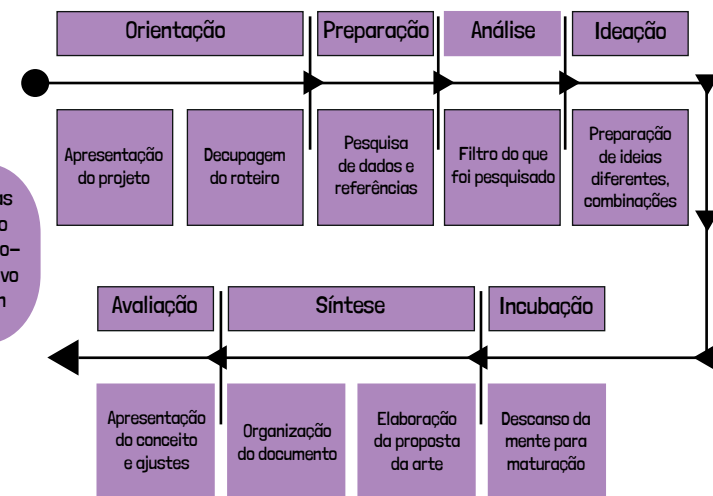 Orientação
Preparação
Análise
Ideação
Apresentação
do projeto
Decupagem
do roteiro
Pesquisa
de dados e
referências
Filtro do que
foi pesquisado
Preparação
de ideias
diferentes,
combinações
Avaliação
Síntese
Incubação
Apresentação
do conceito
e ajustes
Organização
do documento
Elaboração
da proposta
da arte
Descanso da
mente para
maturação